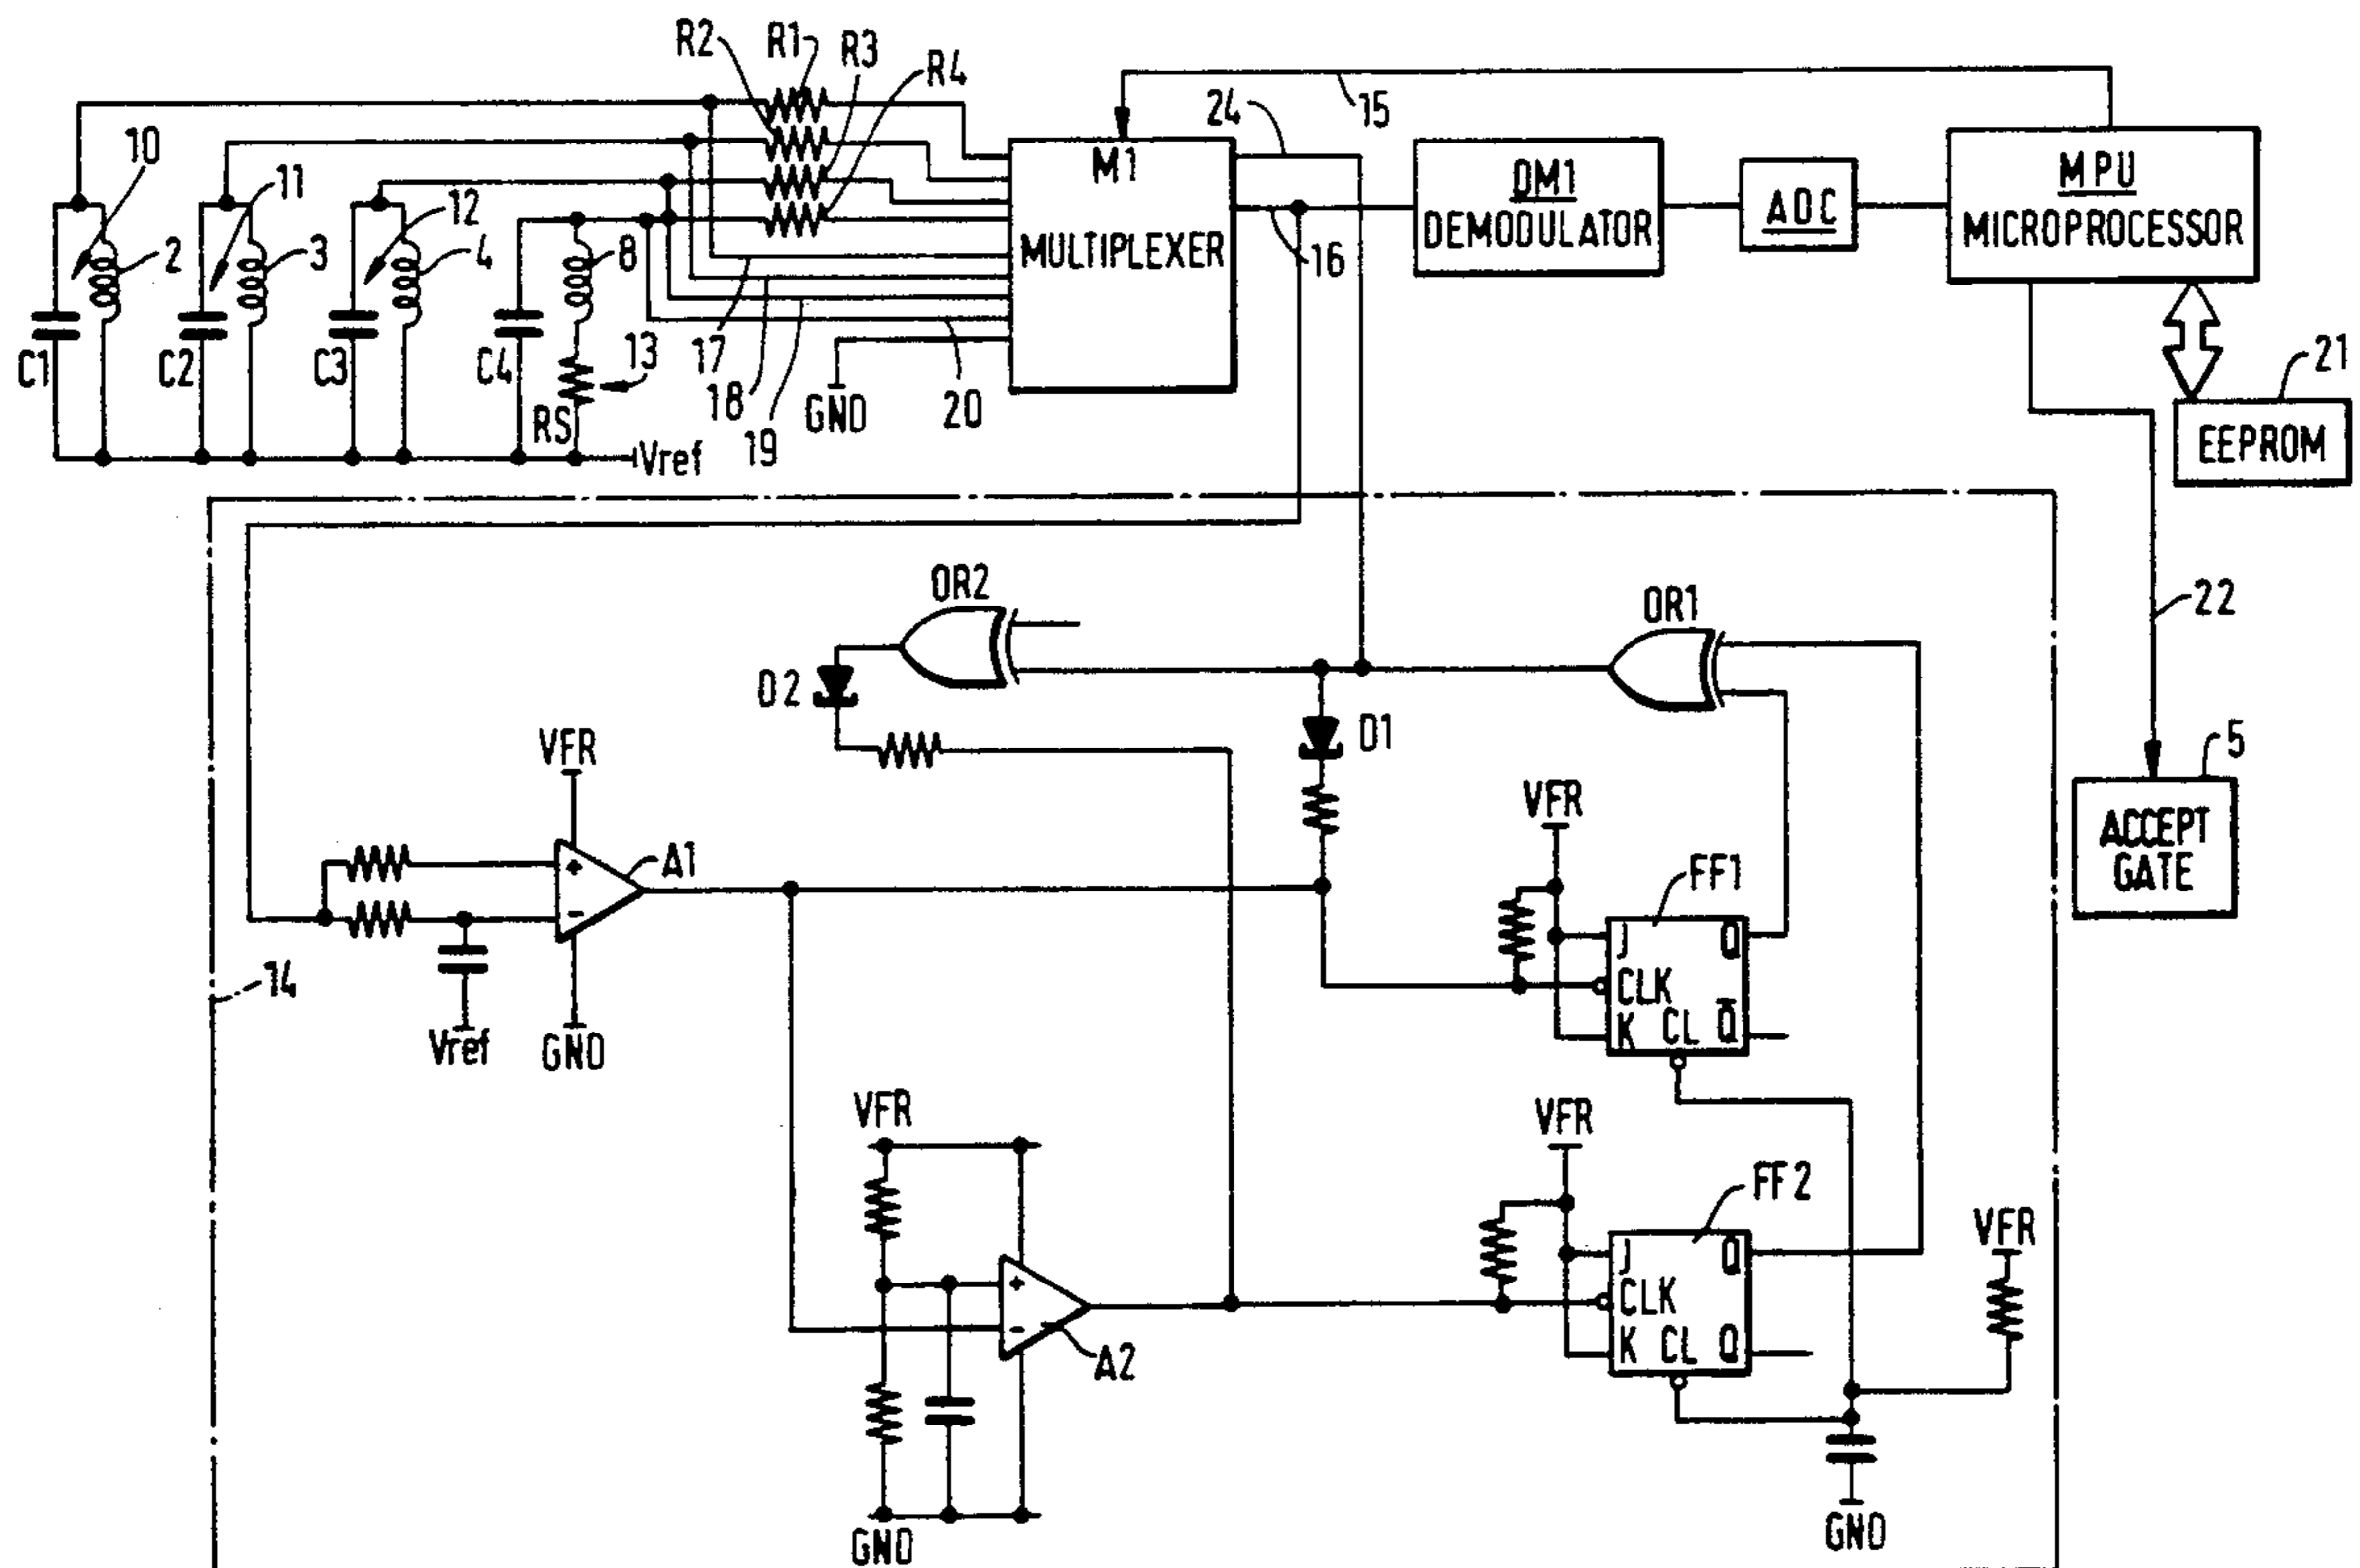 R2
R1
R3
R4
10
11
12
2
3
4
8
C1
C2
C3
C4
RS
13
Vref
17
18
19
20
GND
M1
MULTIPLEXER
24
15
16
DM1
DEMODULATOR
ADC
MPU
MICROPROCESSOR
21
EEPROM
22
5
ACCEPT
GATE
14
OR2
OR1
D2
D1
VFR
+
-
A1
Vref
GND
VFR
FF1
J
Q
CLK
K
CL
Q̅
VFR
+
-
A2
GND
VFR
FF2
J
Q
CLK
K
CL
Q
VFR
GND